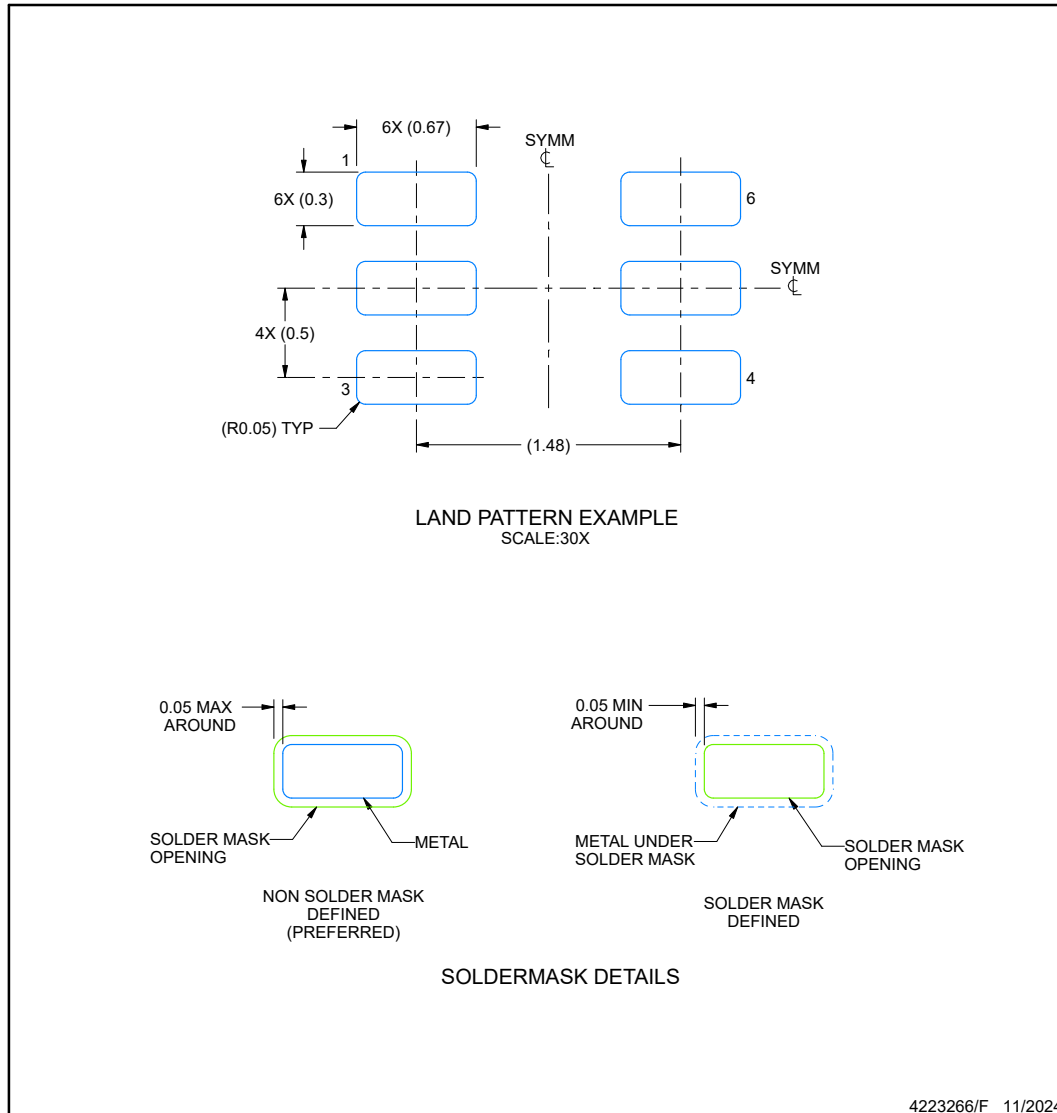 6X (0.67)
SYMM
℄
1
6X (0.3)
6
SYMM
℄
4X (0.5)
3
4
(R0.05) TYP
(1.48)
LAND PATTERN EXAMPLE
SCALE:30X
0.05 MAX
AROUND
SOLDER MASK
OPENING
METAL
NON SOLDER MASK
DEFINED
(PREFERRED)
0.05 MIN
AROUND
METAL UNDER
SOLDER MASK
SOLDER MASK
OPENING
SOLDER MASK
DEFINED
SOLDERMASK DETAILS
4223266/F 11/2024